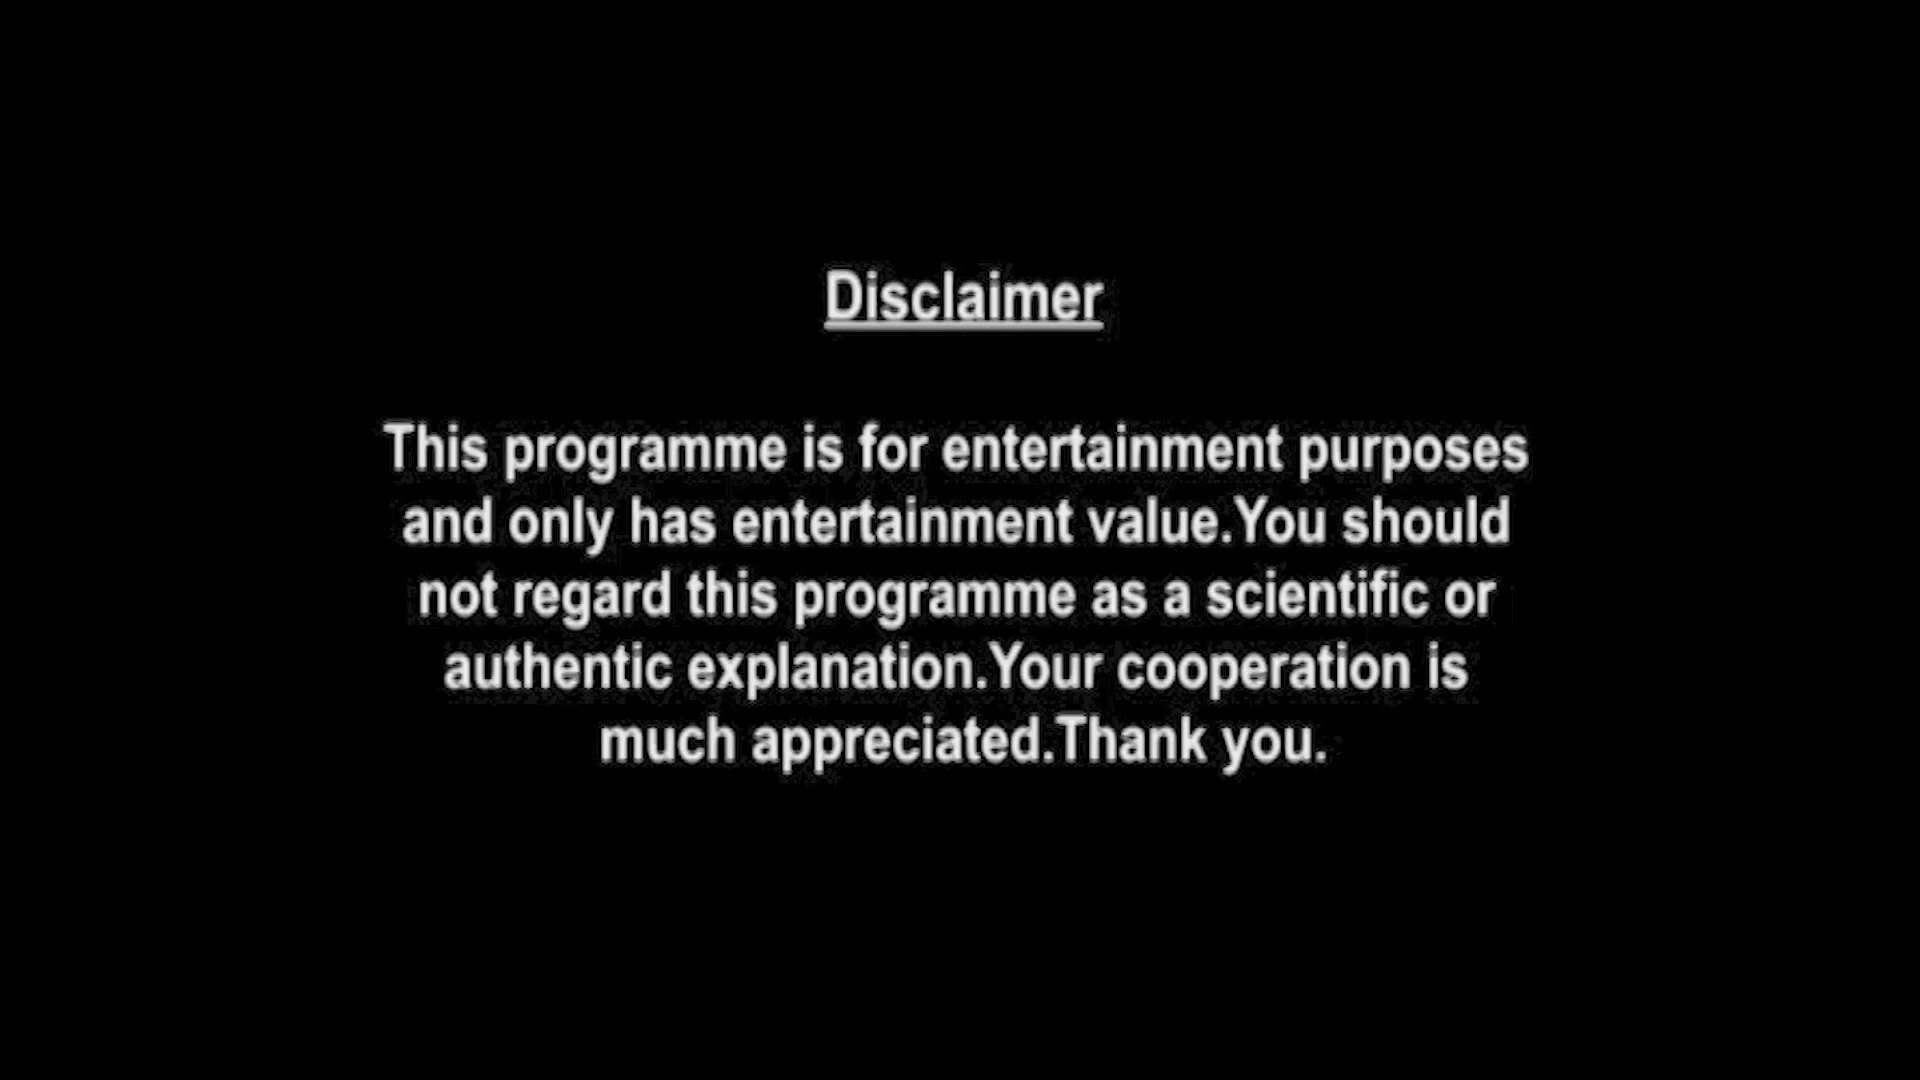 Disclaimer
This programme is for entertainment purposes
and only has entertainment value.You should
not regard this programme as a scientific or
authentic explanation.Your cooperation is
much appreciated.Thank you.